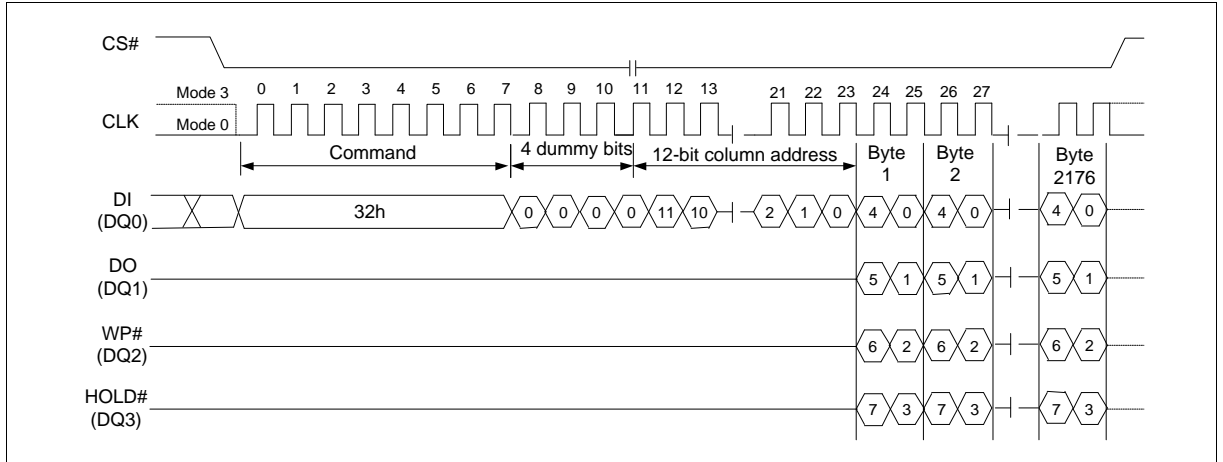 CS#
Mode 3
Mode 0
CLK
0 1 2 3 4 5 6 7 8 9 10 11 12 13 21 22 23 24 25 26 27
Command
4 dummy bits
12-bit column address
Byte 1
Byte 2
Byte 2176
DI (DQ0)
32h 0 0 0 0 11 10 2 1 0 4 0 4 0 4 0
DO (DQ1)
5 1 5 1 5 1
WP# (DQ2)
6 2 6 2 6 2
HOLD# (DQ3)
7 3 7 3 7 3